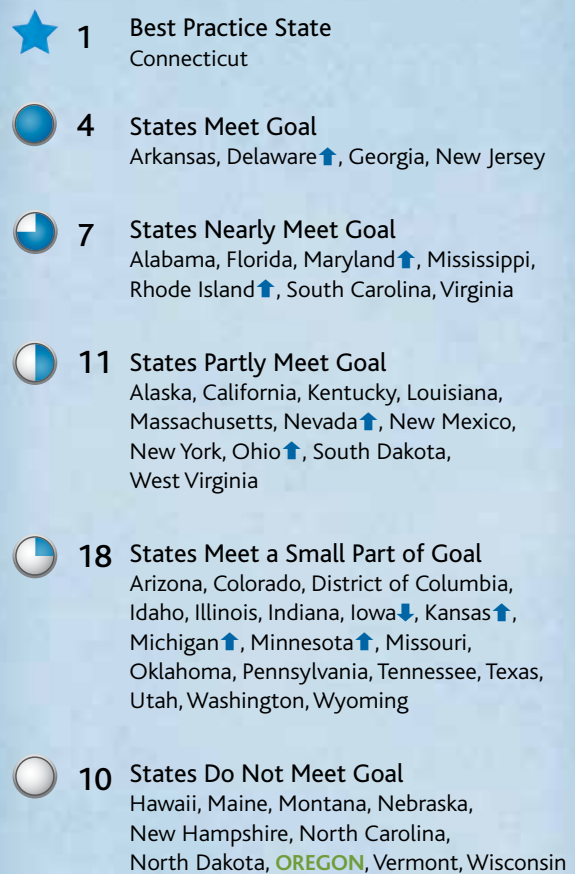 1 Best Practice State
Connecticut
4 States Meet Goal
Arkansas, Delaware⬆, Georgia, New Jersey
7 States Nearly Meet Goal
Alabama, Florida, Maryland⬆, Mississippi,
Rhode Island⬆, South Carolina, Virginia
11 States Partly Meet Goal
Alaska, California, Kentucky, Louisiana,
Massachusetts, Nevada⬆, New Mexico,
New York, Ohio⬆, South Dakota,
West Virginia
18 States Meet a Small Part of Goal
Arizona, Colorado, District of Columbia,
Idaho, Illinois, Indiana, Iowa⬇, Kansas⬆,
Michigan⬆, Minnesota⬆, Missouri,
Oklahoma, Pennsylvania, Tennessee, Texas,
Utah, Washington, Wyoming
10 States Do Not Meet Goal
Hawaii, Maine, Montana, Nebraska,
New Hampshire, North Carolina,
North Dakota, OREGON, Vermont, Wisconsin